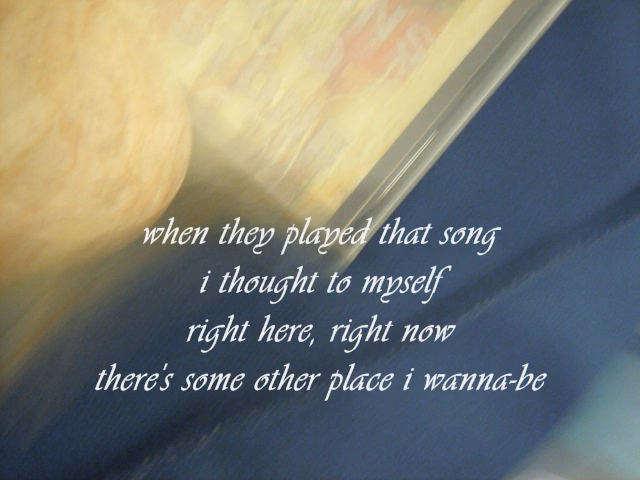 when they played that song
i thought to myself
right here, right now
there's some other place i wanna-be